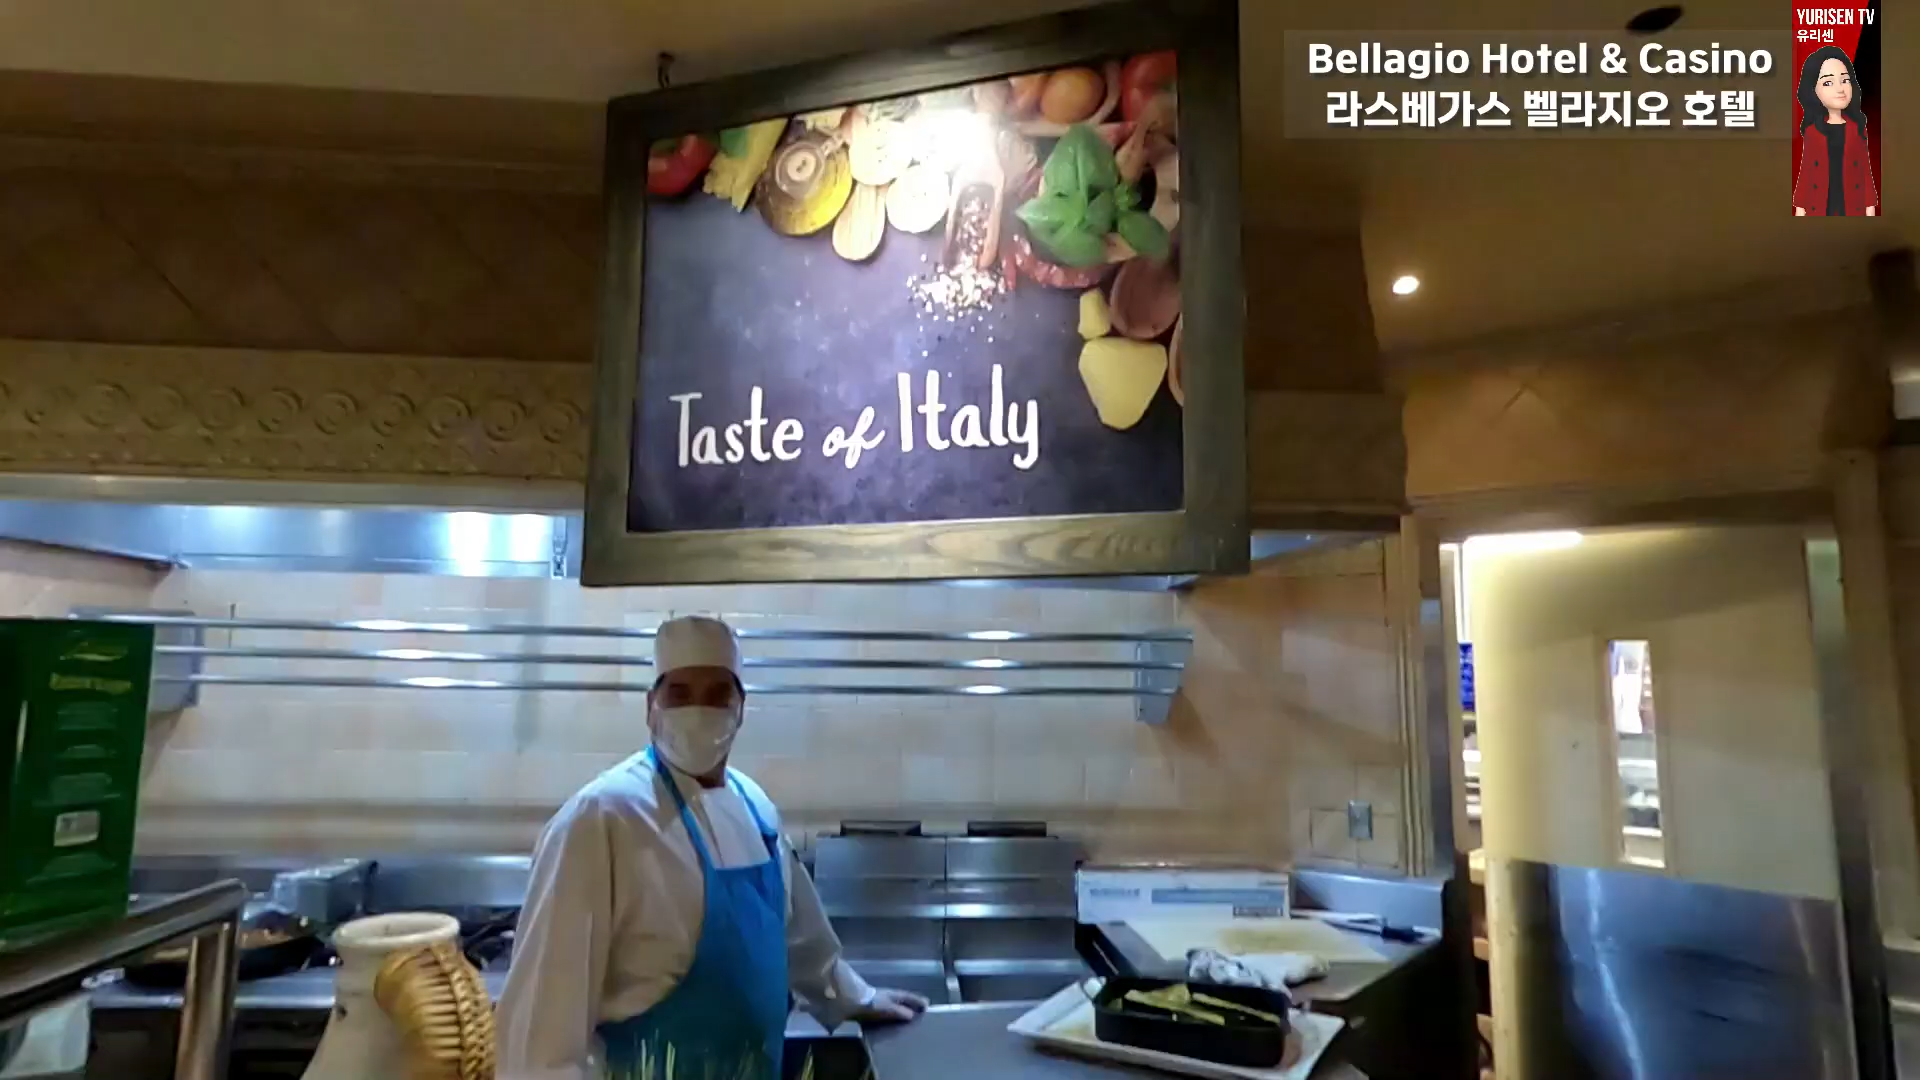 YURISEN TV
유리센
Bellagio Hotel & Casino
라스베가스 벨라지오 호텔
Taste of Italy